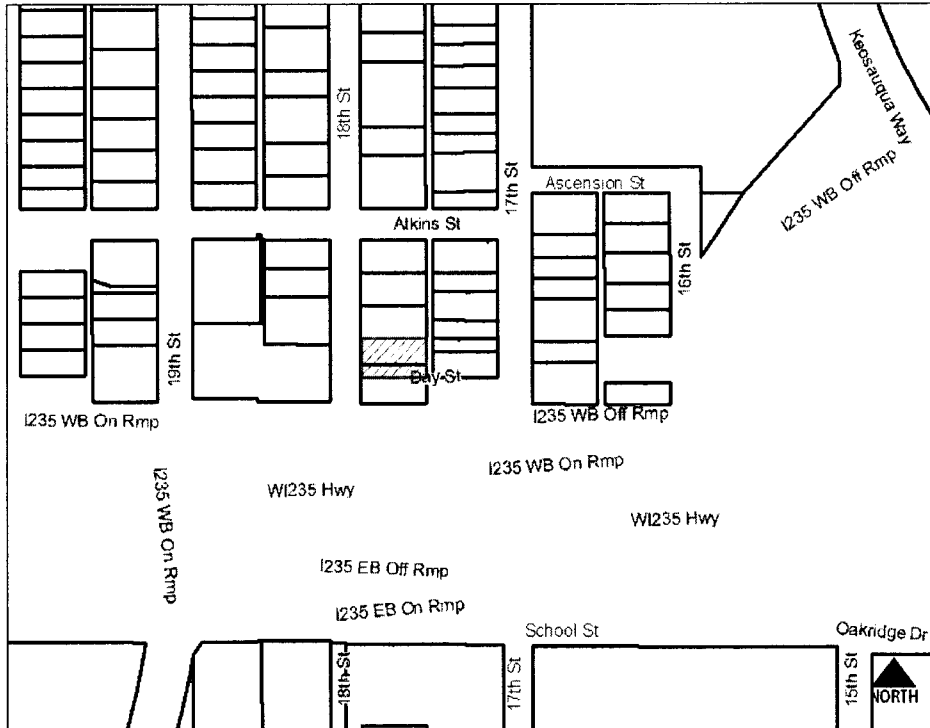 Keosauqua Way
18th St
I235 WB Off Rmp
Ascension St
17th St
Atkins St
16th St
19th St
Day St
I235 WB On Rmp
I235 WB Off Rmp
I235 WB On Rmp
I235 WB On Rmp
WI235 Hwy
WI235 Hwy
I235 EB Off Rmp
I235 EB On Rmp
School St
Oakridge Dr
18th St
17th St
15th St
NORTH